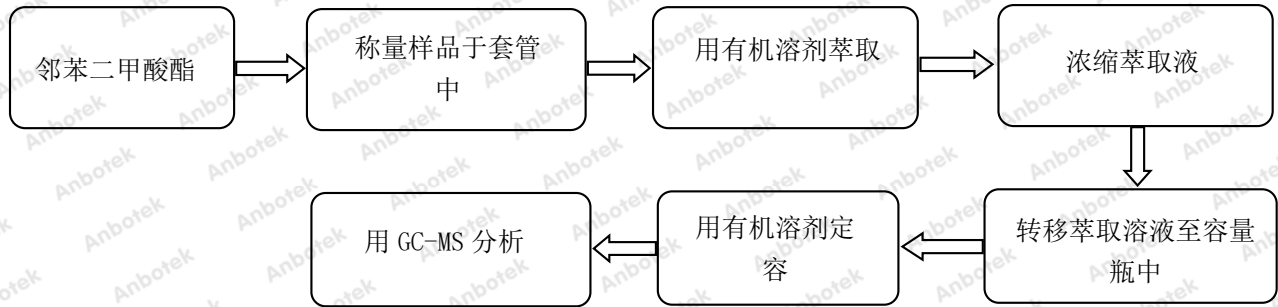 邻苯二甲酸酯
称量样品于套管
中
用有机溶剂萃取
浓缩萃取液
转移萃取溶液至容量
瓶中
用有机溶剂定
容
用 GC-MS 分析
Anbotek